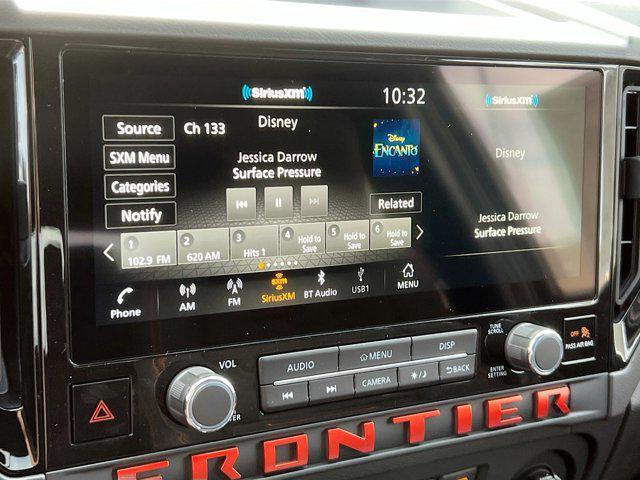 SiriusXM 10:32 SiriusXM
Source Ch 133 Disney Disney ENCANTO Disney
SXM Menu
Jessica Darrow
Surface Pressure
Categories
Notify Related
Jessica Darrow
Surface Pressure
1 102.9 FM
2 620 AM
3 Hits 1
4 Hold to Save
5 Hold to Save
6 Hold to Save
Phone AM FM SXM SiriusXM BT Audio USB1 MENU
VOL AUDIO MENU DISP TUNE SCROLL
CAMERA BACK ENTER SETTING
OFF
PASS AIR BAG
FRONTIER